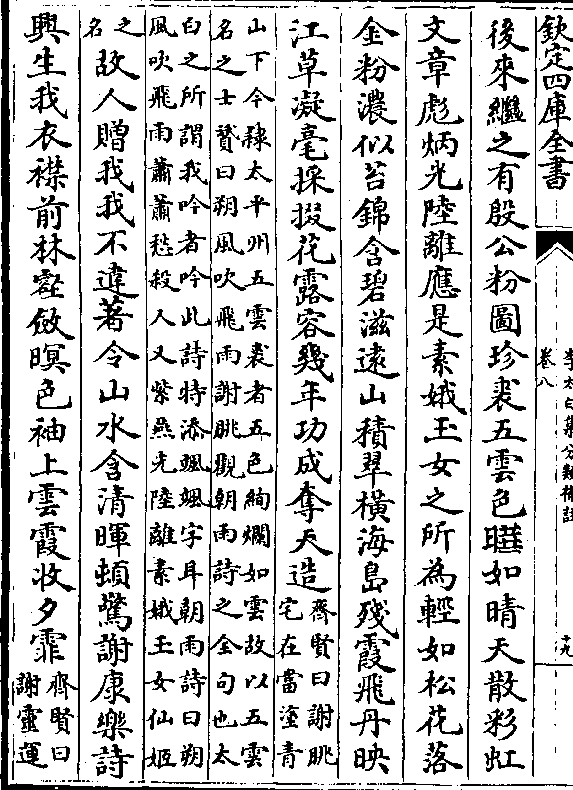 欽定四庫全書
李太白集分類補註
卷八
十九
後來繼之有殷公粉圖珍裘五雲色曄如晴天散彩虹
文章彪炳光陸離應是素娥玉女之所為輕如松花落
金粉濃似苔錦含碧滋遠山積翠橫海島殘霞飛丹映
江草凝毫採掇花露容幾年功成奪天造
齊賢曰謝朓
宅在當塗青
山下今隸太平州五雲裘者五色絢爛如雲故以五雲
名之士贇曰朔風吹飛雨謝朓觀朝雨詩之全句也太
白之所謂我吟者吟此詩特添颯颯字耳朝雨詩曰朔
風吹飛雨蕭蕭愁殺人又紫燕光陸離素娥玉女仙姬
之
名
故人贈我我不違著令山水含清暉頓驚謝康樂詩
興生我衣襟前林壑斂暝色袖上雲霞收夕霏
齊賢曰
謝靈運